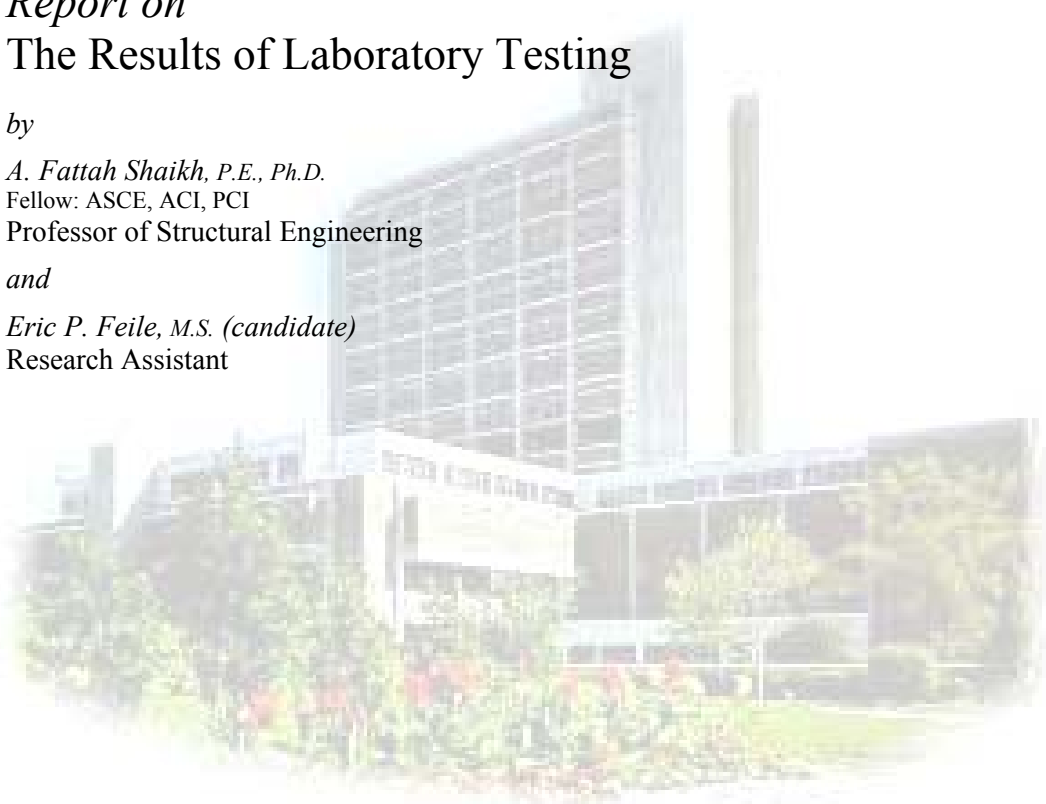 Report on
The Results of Laboratory Testing
by
A. Fattah Shaikh, P.E., Ph.D.
Fellow: ASCE, ACI, PCI
Professor of Structural Engineering
and
Eric P. Feile, M.S. (candidate)
Research Assistant